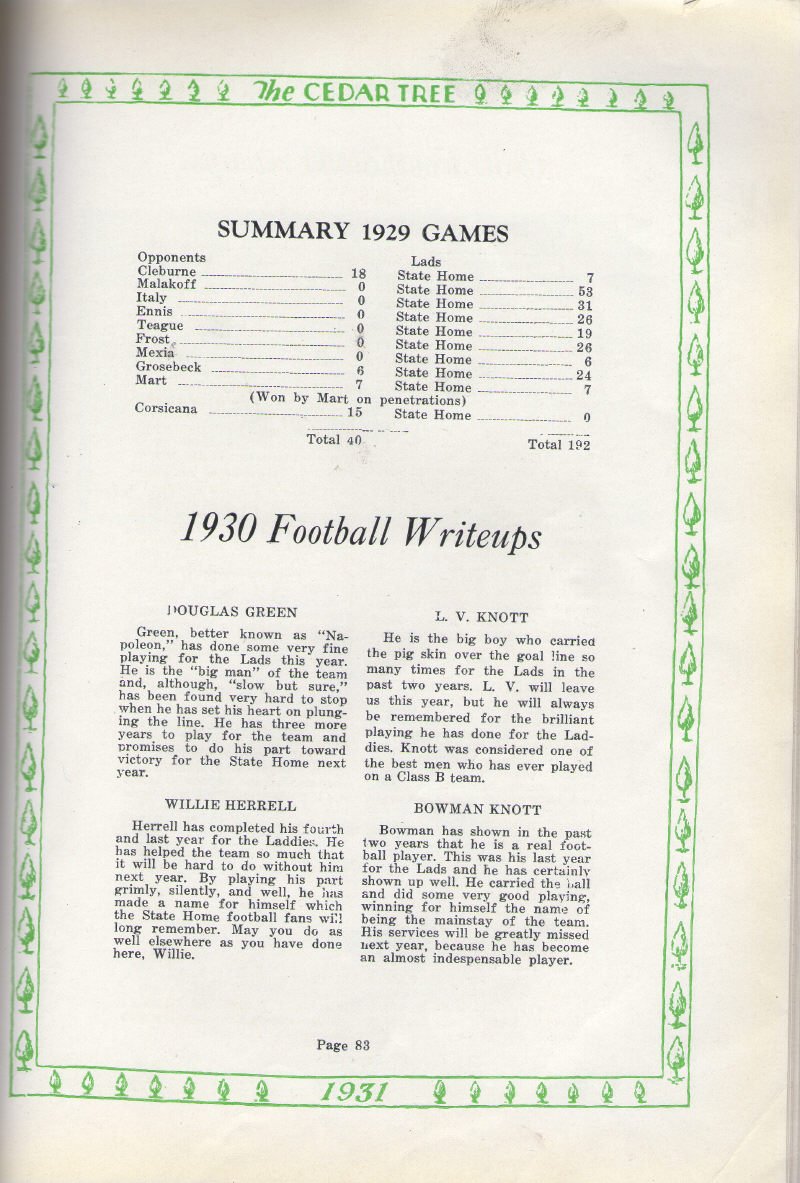 The CEDAR TREE
SUMMARY 1929 GAMES
Opponents
Cleburne 18
Malakoff 0
Italy 0
Ennis 0
Teague 0
Frost 0
Mexia 0
Grosebeck 6
Mart 7
Lads
State Home 7
State Home 53
State Home 31
State Home 26
State Home 19
State Home 26
State Home 6
State Home 24
State Home 7
(Won by Mart on penetrations)
Corsicana 15
State Home 0
Total 40
Total 192
1930 Football Writeups
DOUGLAS GREEN
Green, better known as "Na-
poleon," has done some very fine
playing for the Lads this year.
He is the "big man" of the team
and, although, "slow but sure,"
has been found very hard to stop
when he has set his heart on plung-
ing the line. He has three more
years to play for the team and
promises to do his part toward
victory for the State Home next
year.
WILLIE HERRELL
Herrell has completed his fourth
and last year for the Laddies. He
has helped the team so much that
it will be hard to do without him
next year. By playing his part
grimly, silently, and well, he has
made a name for himself which
the State Home football fans will
long remember. May you do as
well elsewhere as you have done
here, Willie.
L. V. KNOTT
He is the big boy who carried
the pig skin over the goal line so
many times for the Lads in the
past two years. L. V. will leave
us this year, but he will always
be remembered for the brilliant
playing he has done for the Lad-
dies. Knott was considered one of
the best men who has ever played
on a Class B team.
BOWMAN KNOTT
Bowman has shown in the past
two years that he is a real foot-
ball player. This was his last year
for the Lads and he has certainly
shown up well. He carried the ball
and did some very good playing,
winning for himself the name of
being the mainstay of the team.
His services will be greatly missed
next year, because he has become
an almost indespensable player.
Page 83
1931